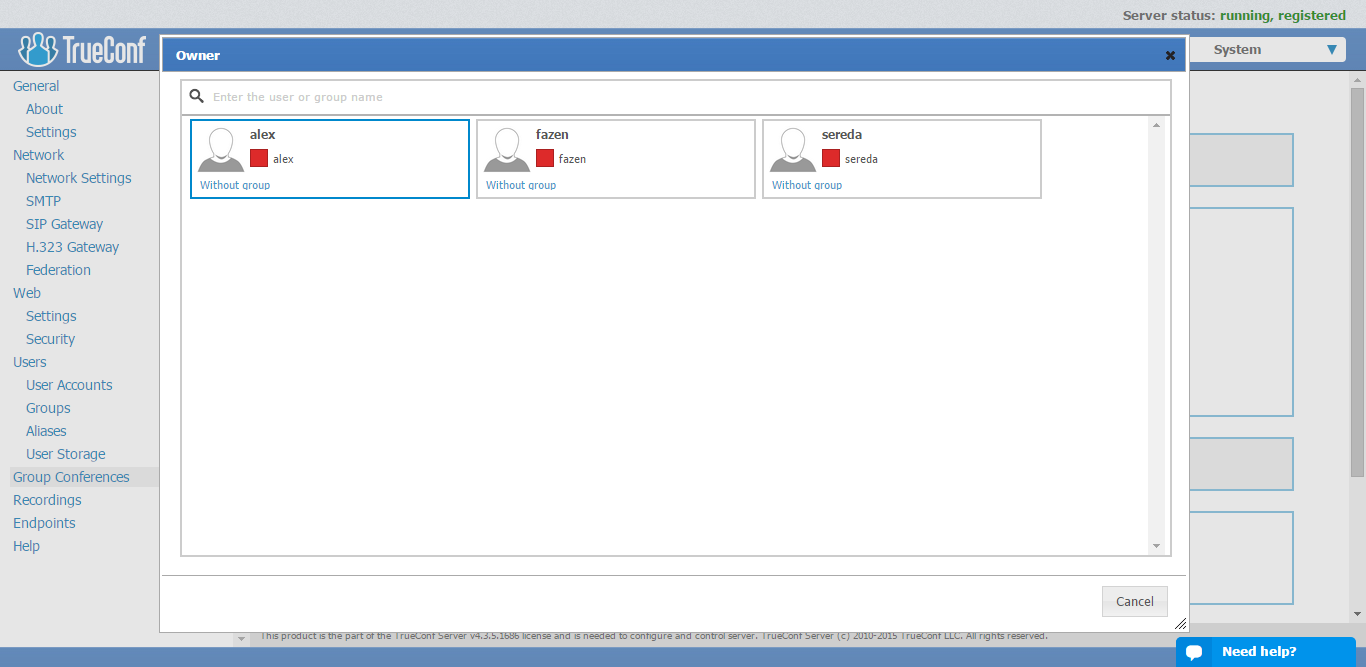 Server status: running, registered
TrueConf
System
Owner
Enter the user or group name
alex
alex
Without group
fazen
fazen
Without group
sereda
sereda
Without group
General
About
Settings
Network
Network Settings
SMTP
SIP Gateway
H.323 Gateway
Federation
Web
Settings
Security
Users
User Accounts
Groups
Aliases
User Storage
Group Conferences
Recordings
Endpoints
Help
Cancel
This product is the part of the TrueConf Server v4.3.5.1686 license and is needed to configure and control server. TrueConf Server (c) 2010-2015 TrueConf LLC. All rights reserved.
Need help?